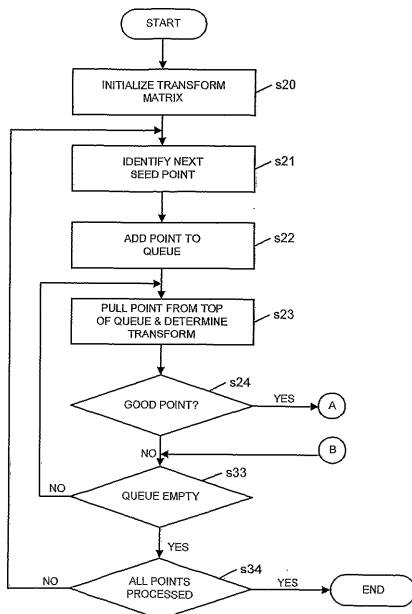 START
INITIALIZE TRANSFORM
MATRIX
s20
IDENTIFY NEXT
SEED POINT
s21
ADD POINT TO
QUEUE
s22
PULL POINT FROM TOP
OF QUEUE & DETERMINE
TRANSFORM
s23
s24
GOOD POINT?
YES
A
B
NO
s33
NO
QUEUE EMPTY
YES
s34
NO
ALL POINTS
PROCESSED
YES
END